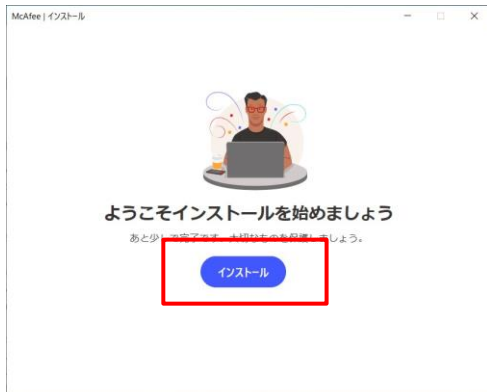 McAfee | インストール
ようこそインストールを始めましょう
あと少しで完了です。大切なものを保護しましょう。
インストール